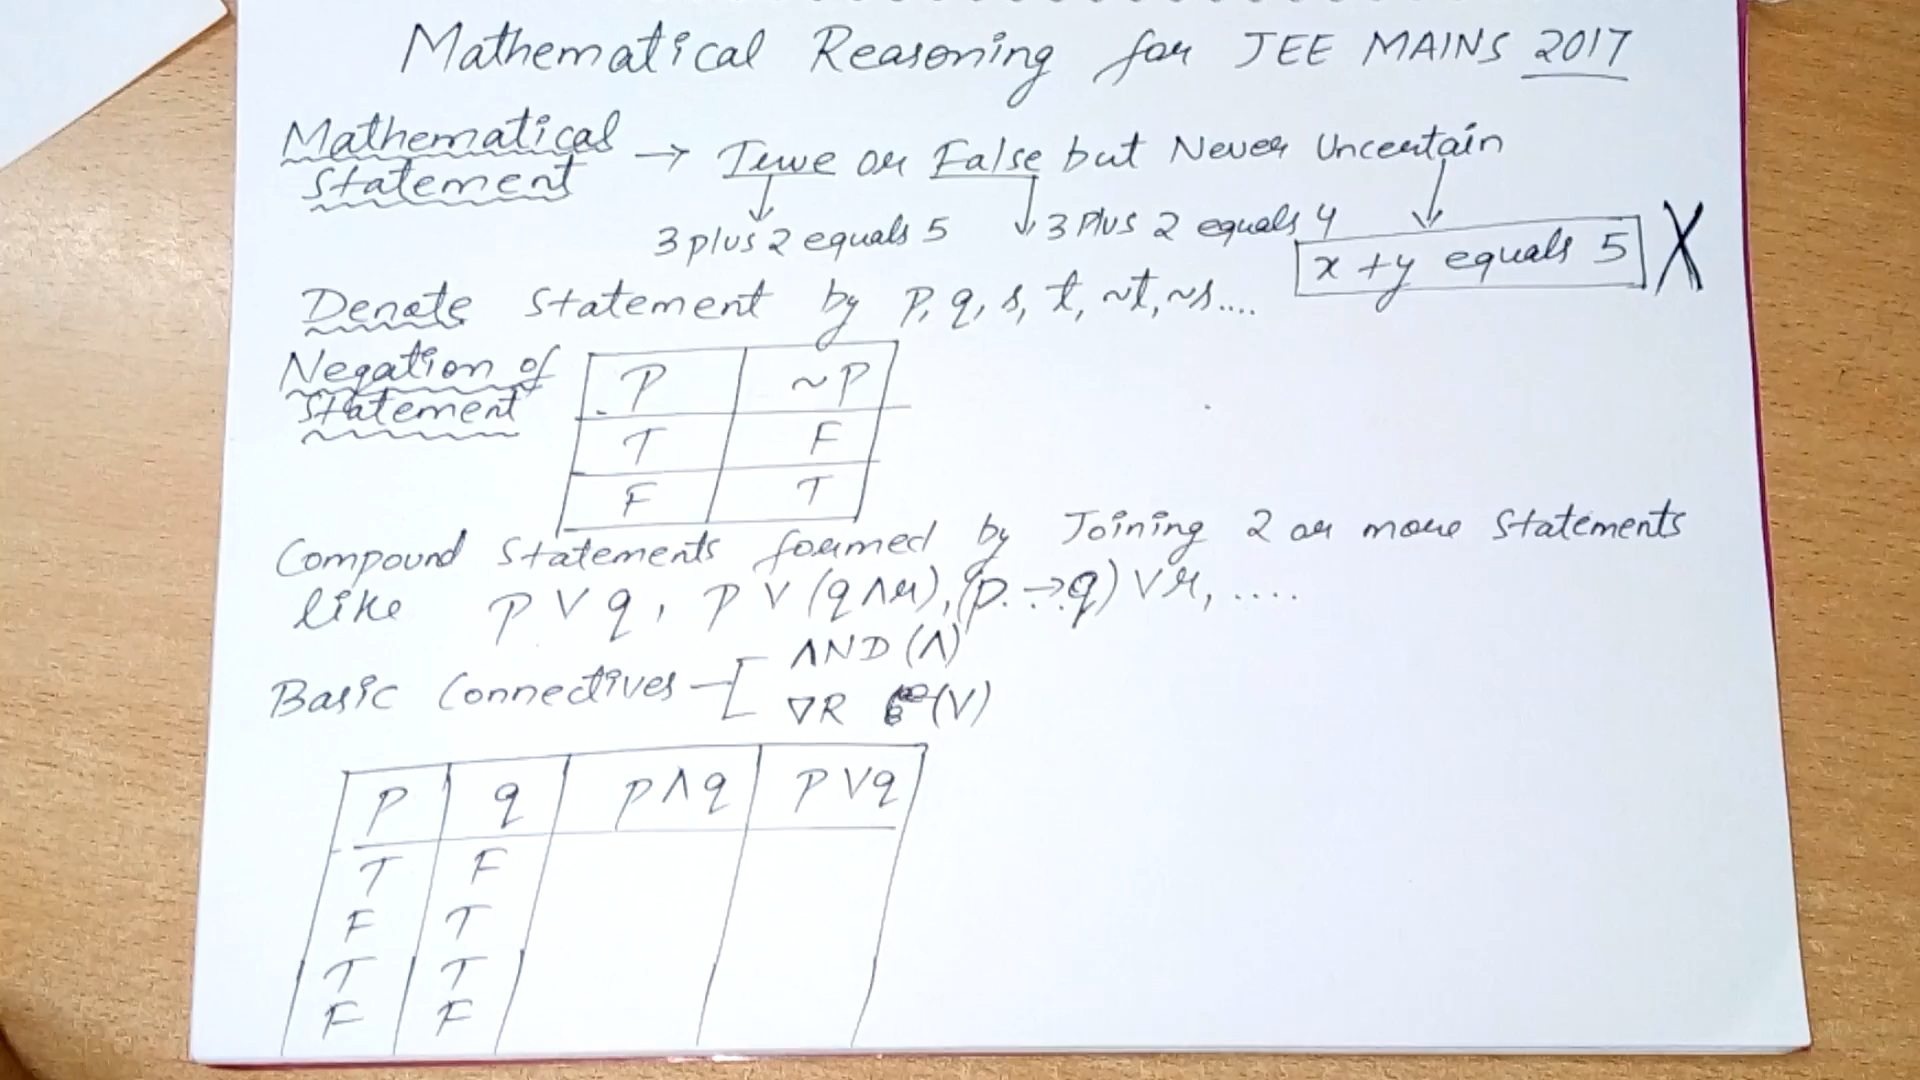 Mathematical Reasoning for JEE MAINS 2017
Mathematical Statement → True or False but Never Uncertain
3 plus 2 equals 5
3 Plus 2 equals 4
x + y equals 5 X
Denote Statement by P, q, s, t, ~t, ~s....
Negation of Statement
P ~P
T F
F T
Compound Statements formed by Joining 2 or more Statements
like p ∨ q, p ∨ (q ∧ r), (p → q) ∨ r, ....
Basic Connectives
AND (∧)
OR (∨)
P q p ∧ q P ∨ q
T F
F T
T T
F F